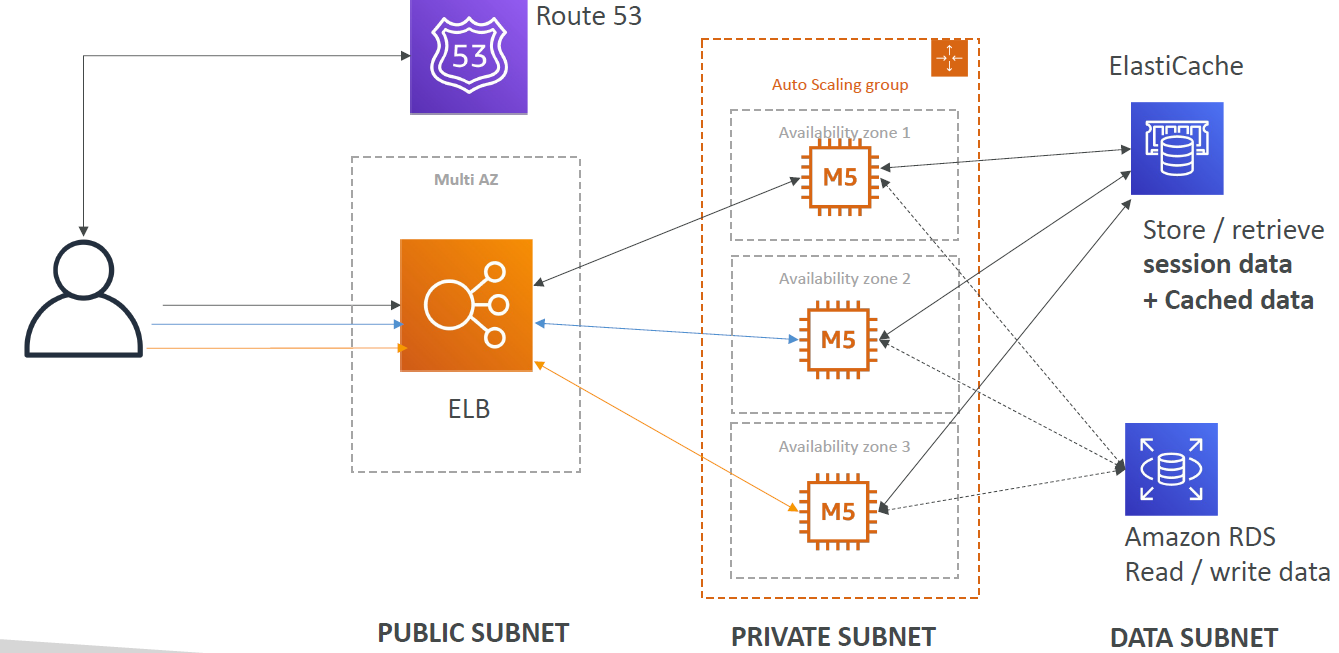 Route 53
53
ElastiCache
Auto Scaling group
Availability zone 1
M5
Multi AZ
Store / retrieve
session data
+ Cached data
Availability zone 2
M5
ELB
Availability zone 3
M5
Amazon RDS
Read / write data
PUBLIC SUBNET
PRIVATE SUBNET
DATA SUBNET